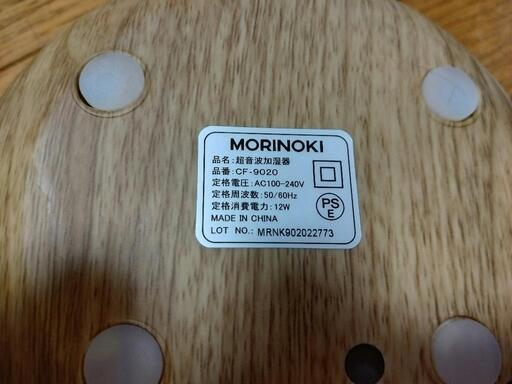 MORINOKI
品名:超音波加湿器
品番:CF-9020
定格電圧:AC100-240V
定格周波数:50/60Hz
定格消費電力:12W
MADE IN CHINA
LOT NO.: MRNK902022773
PS
E